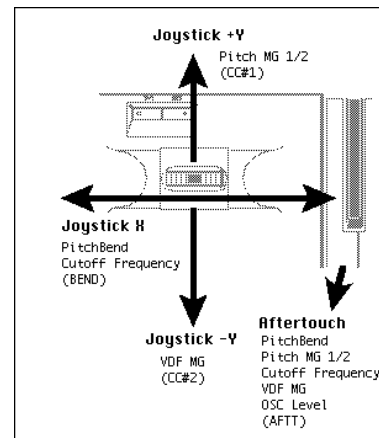 Joystick +Y
Pitch MG 1/2
(CC#1)
Joystick X
PitchBend
Cutoff Frequency
(BEND)
Joystick -Y
VDF MG
(CC#2)
Aftertouch
PitchBend
Pitch MG 1/2
Cutoff Frequency
VDF MG
OSC Level
(AFTT)